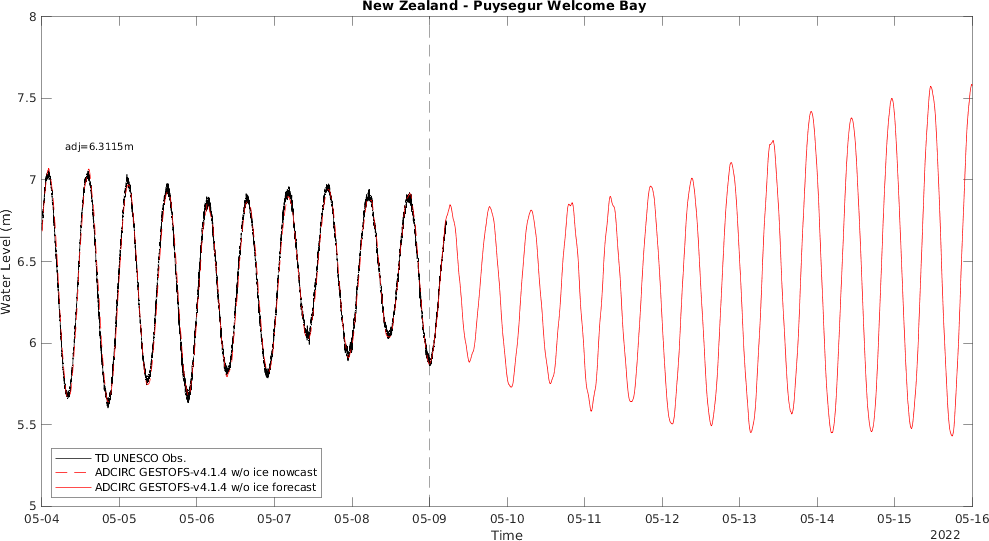 New Zealand - Puysegur Welcome Bay
8
7.5
7
6.5
6
5.5
5
Water Level (m)
adj=6.3115m
TD UNESCO Obs.
ADCIRC GESTOFS-v4.1.4 w/o ice nowcast
ADCIRC GESTOFS-v4.1.4 w/o ice forecast
05-04 05-05 05-06 05-07 05-08 05-09 05-10 05-11 05-12 05-13 05-14 05-15 05-16
Time
2022